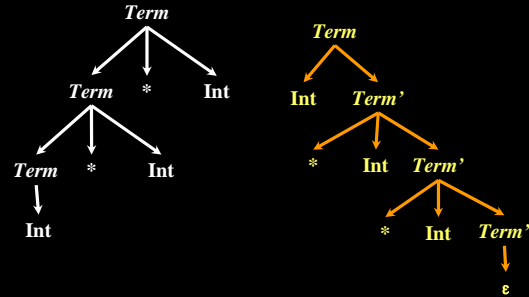 Term
Term
Term * Int
Int Term’
Term * Int
* Int Term’
Int
* Int Term’
ε